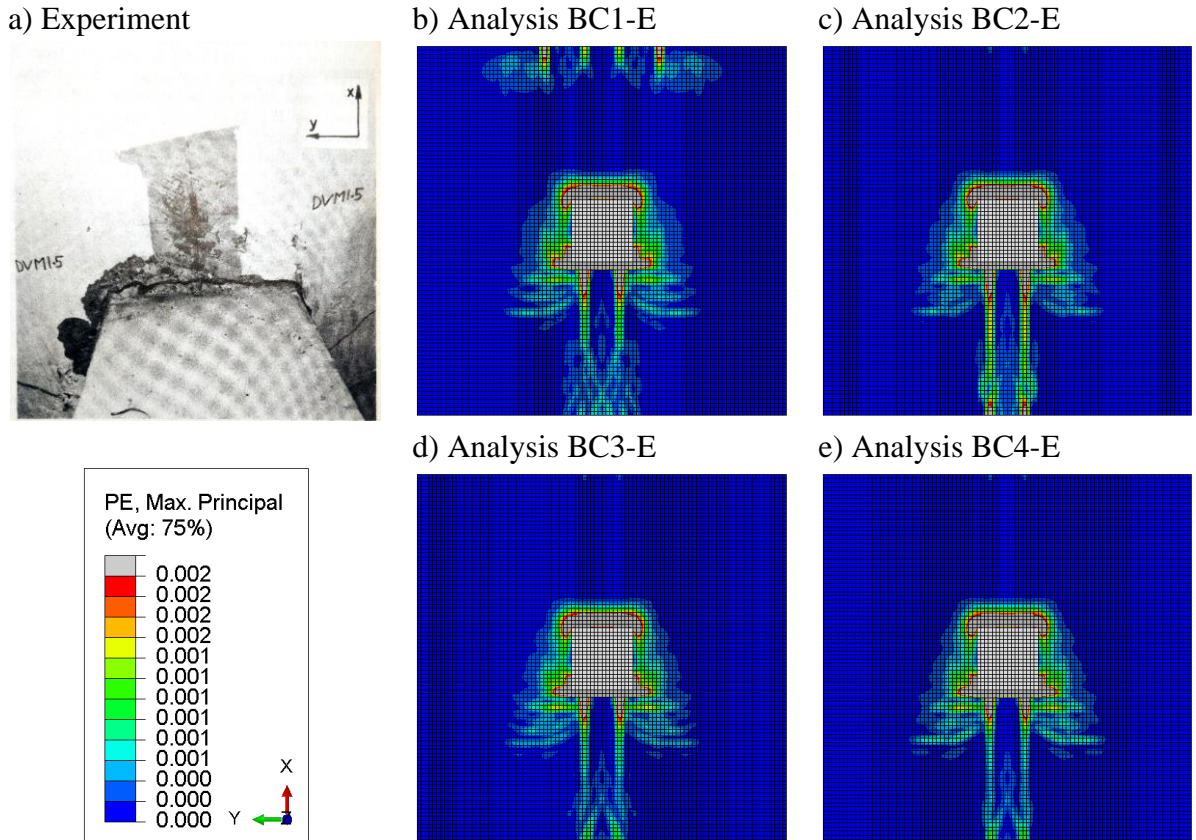 a) Experiment
b) Analysis BC1-E
c) Analysis BC2-E
x
y
DVM1·5
DVM1·5
d) Analysis BC3-E
e) Analysis BC4-E
PE, Max. Principal
(Avg: 75%)
0.002
0.002
0.002
0.002
0.001
0.001
0.001
0.001
0.001
0.000
0.000
0.000
X
Y
Z